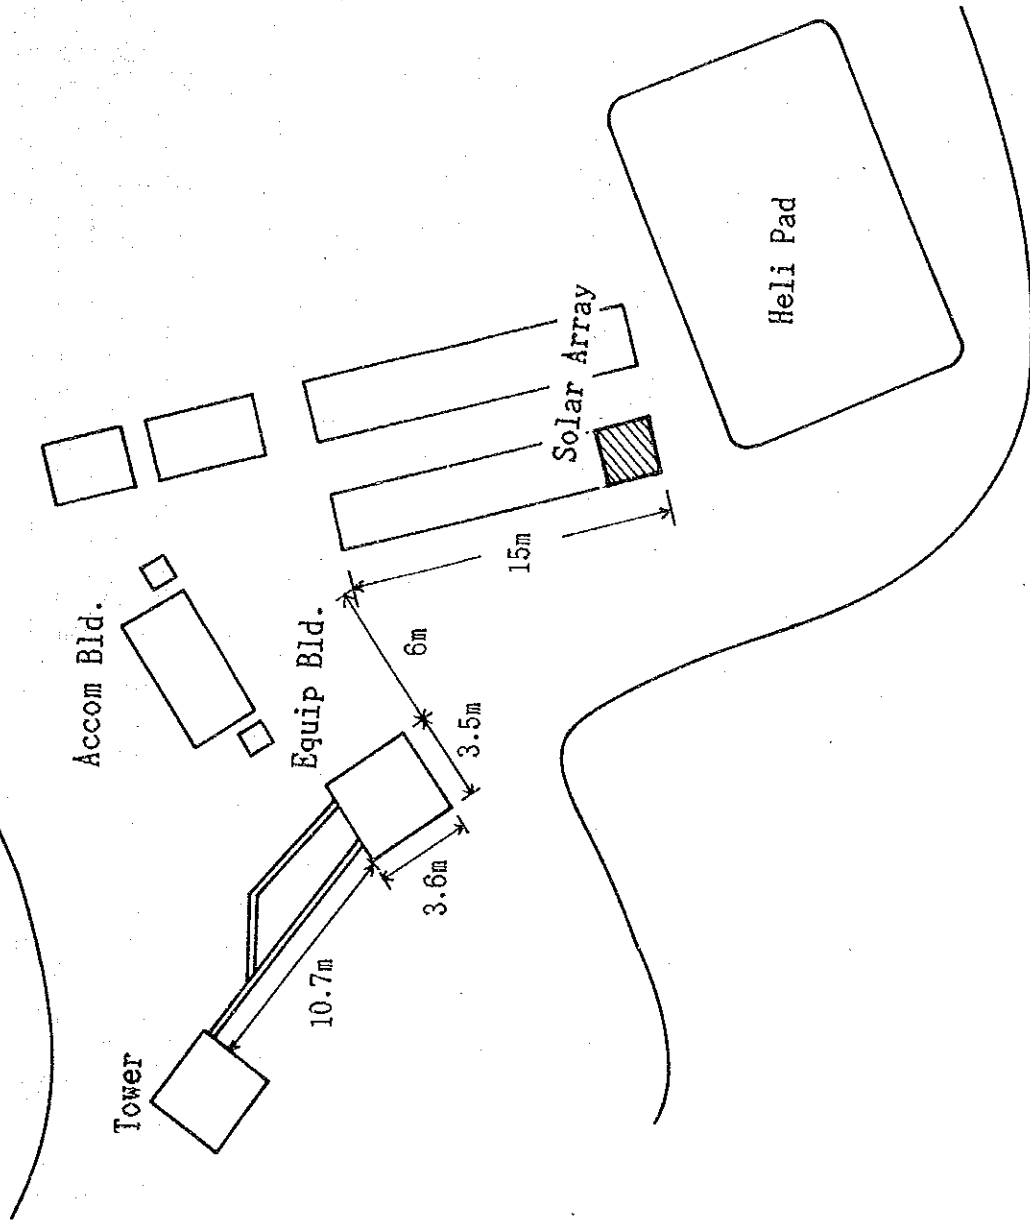 Tower
10.7m
3.6m
Accom Bld.
Equip Bld.
3.5m
6m
15m
Solar Array
Heli Pad